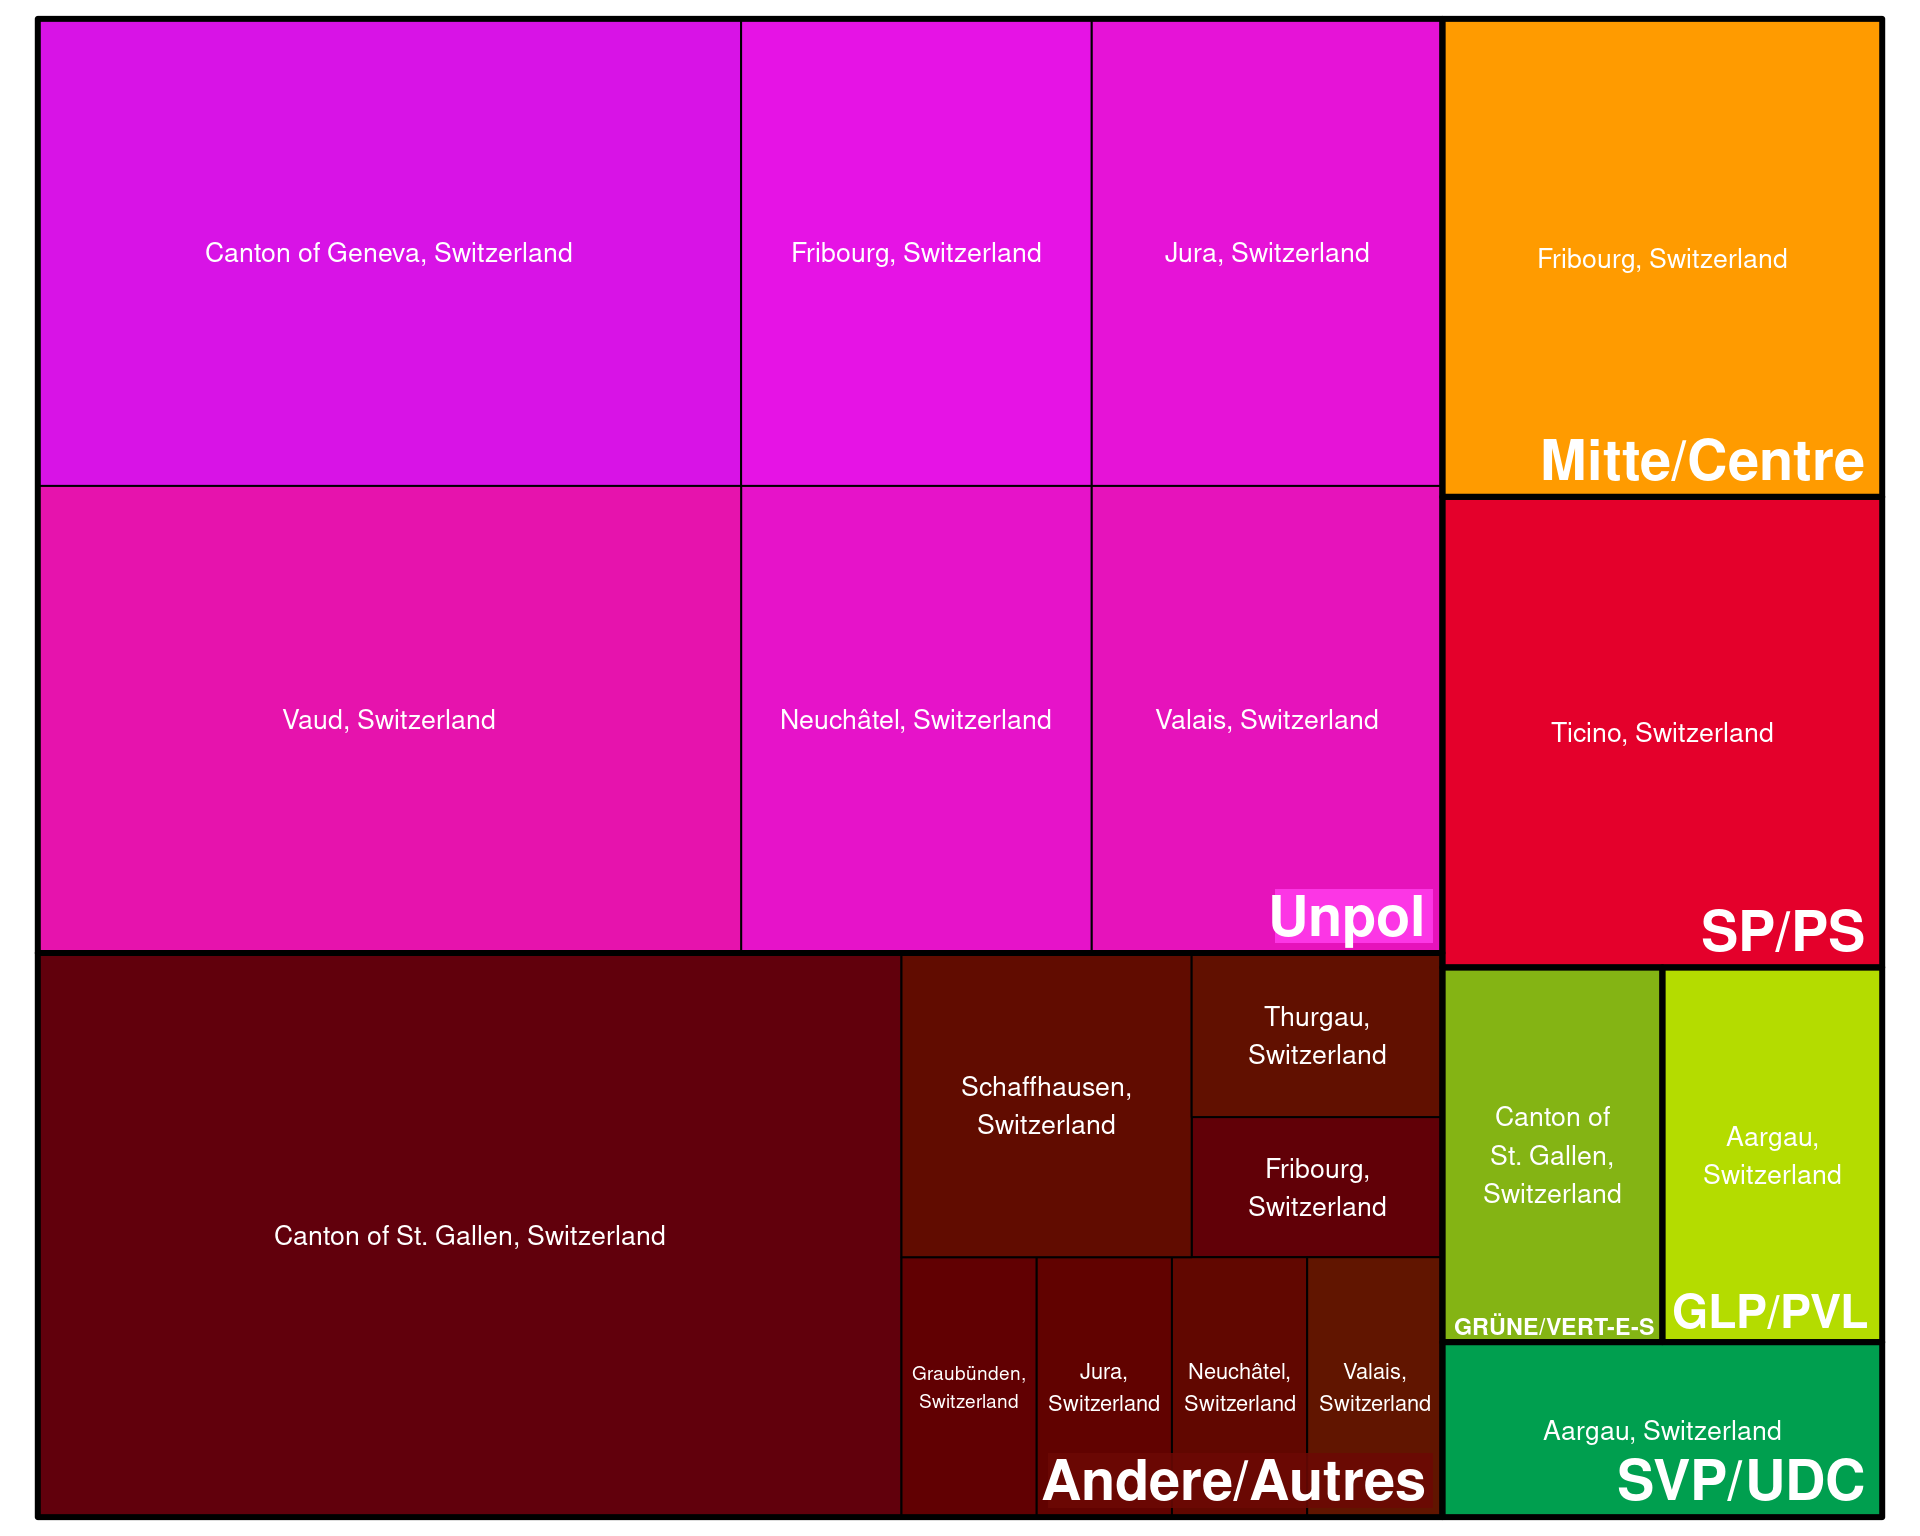 Canton of Geneva, Switzerland
Fribourg, Switzerland
Jura, Switzerland
Vaud, Switzerland
Neuchâtel, Switzerland
Valais, Switzerland
Unpol
Canton of St. Gallen, Switzerland
Schaffhausen,
Switzerland
Thurgau,
Switzerland
Fribourg,
Switzerland
Graubünden,
Switzerland
Jura,
Switzerland
Neuchâtel,
Switzerland
Valais,
Switzerland
Andere/Autres
Fribourg, Switzerland
Mitte/Centre
Ticino, Switzerland
SP/PS
Canton of
St. Gallen,
Switzerland
GRÜNE/VERT-E-S
Aargau,
Switzerland
GLP/PVL
Aargau, Switzerland
SVP/UDC